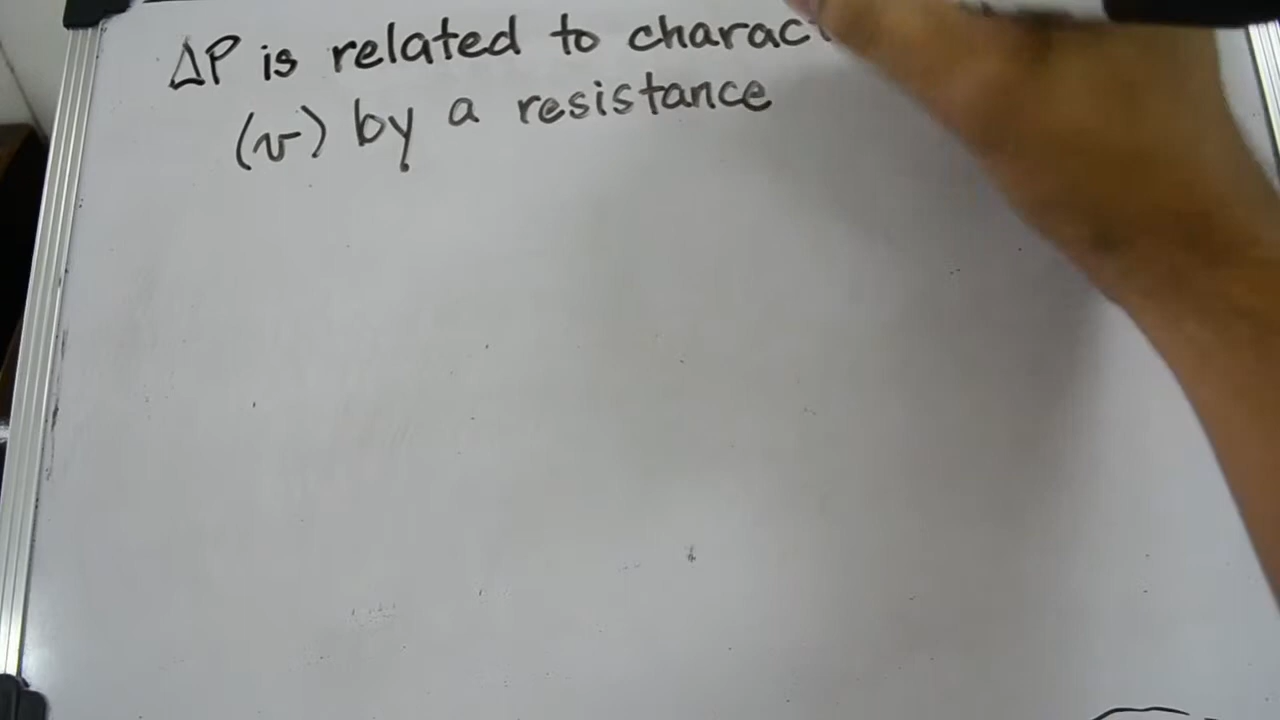 ΔP is related to charac
(v) by a resistance